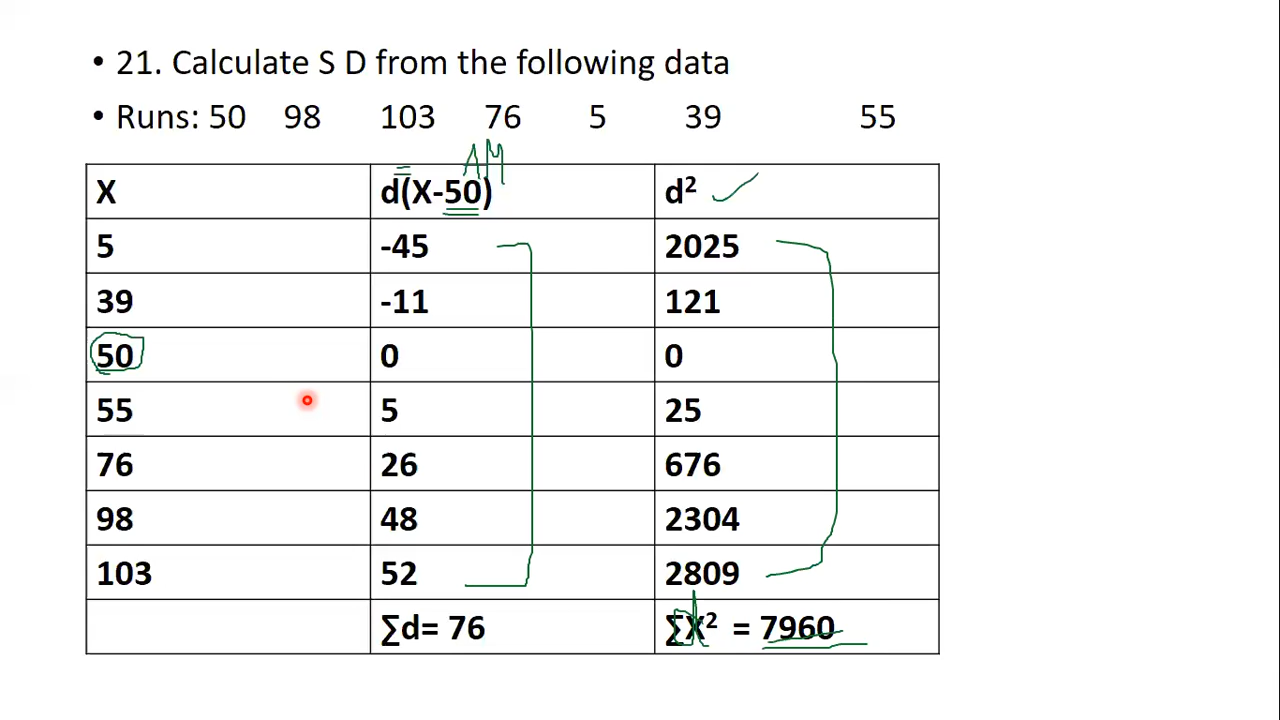 • 21. Calculate S D from the following data
• Runs: 50 98 103 76 5 39 55
AM
X d(X-50) d²
5 -45 2025
39 -11 121
50 0 0
55 5 25
76 26 676
98 48 2304
103 52 2809
∑d= 76 ∑X² = 7960